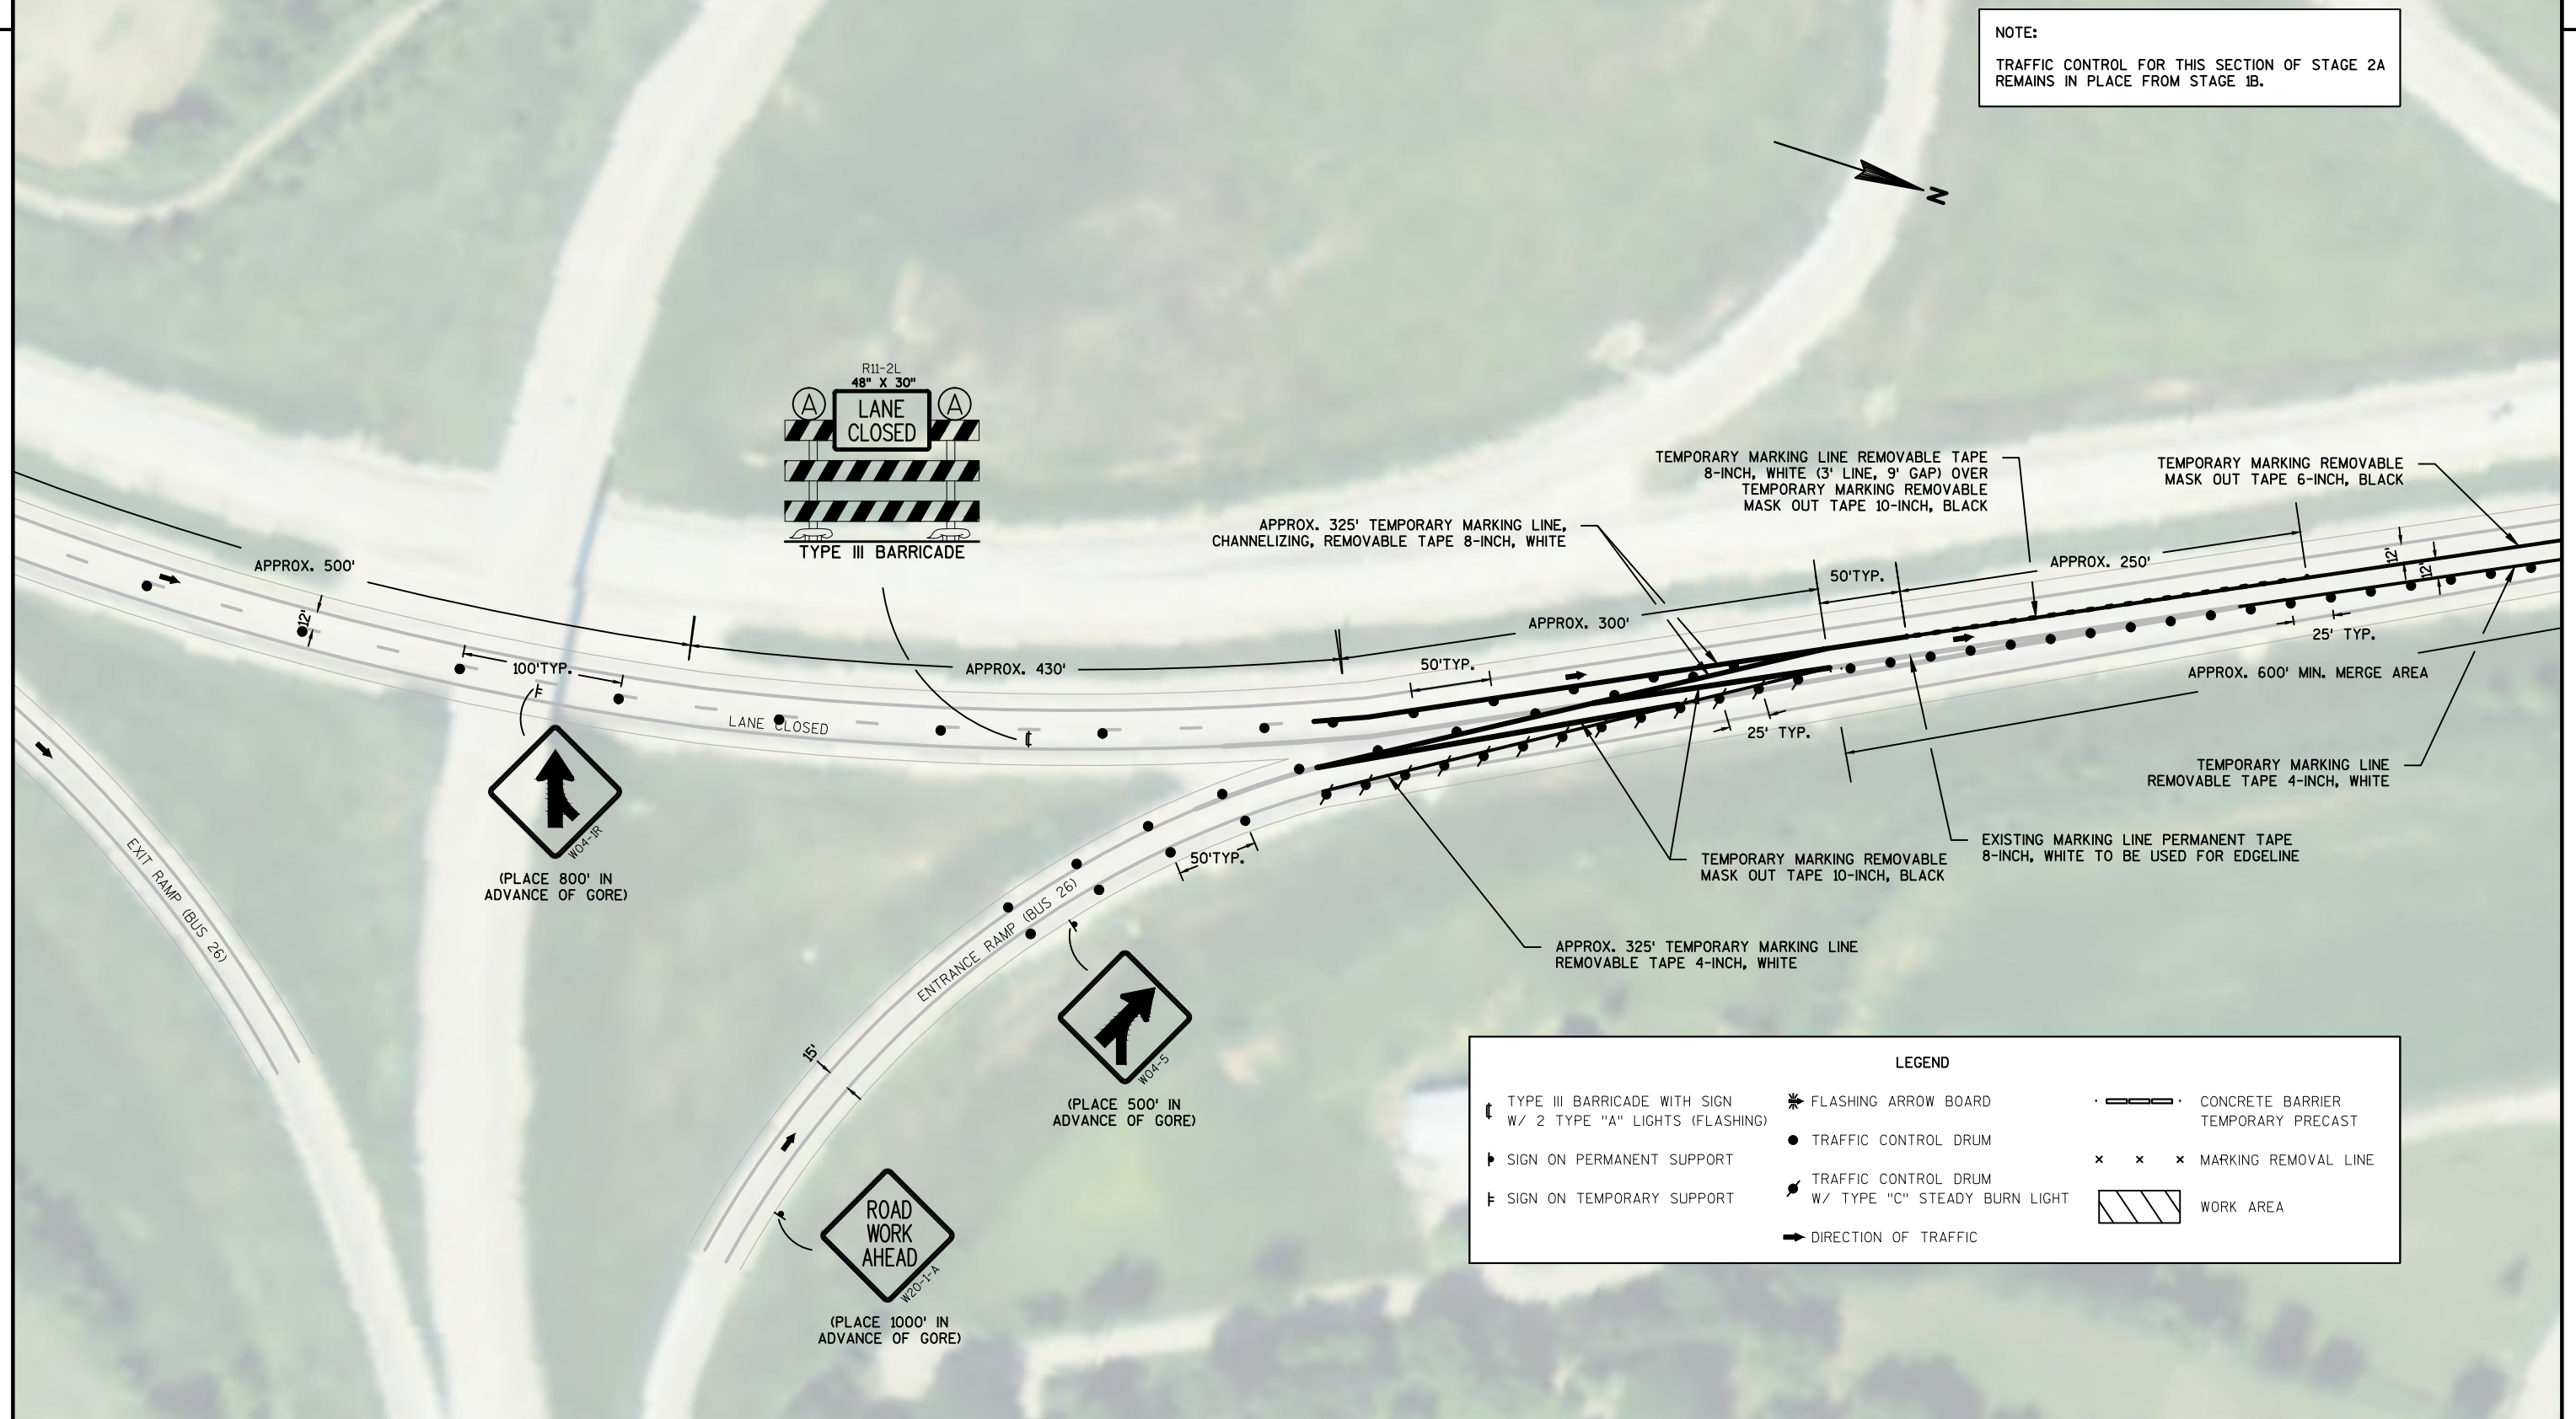 NOTE:
TRAFFIC CONTROL FOR THIS SECTION OF STAGE 2A
REMAINS IN PLACE FROM STAGE 1B.
N
R11-2L
48" X 30"
A
LANE
CLOSED
A
TYPE III BARRICADE
TEMPORARY MARKING LINE REMOVABLE TAPE
8-INCH, WHITE (3' LINE, 9' GAP) OVER
TEMPORARY MARKING REMOVABLE
MASK OUT TAPE 10-INCH, BLACK
TEMPORARY MARKING REMOVABLE
MASK OUT TAPE 6-INCH, BLACK
APPROX. 325' TEMPORARY MARKING LINE,
CHANNELIZING, REMOVABLE TAPE 8-INCH, WHITE
APPROX. 500'
12'
100'TYP.
LANE CLOSED
APPROX. 430'
50'TYP.
APPROX. 300'
50'TYP.
APPROX. 250'
12'
12'
25' TYP.
APPROX. 600' MIN. MERGE AREA
25' TYP.
TEMPORARY MARKING LINE
REMOVABLE TAPE 4-INCH, WHITE
W04-1R
(PLACE 800' IN
ADVANCE OF GORE)
EXIT RAMP (BUS 26)
50'TYP.
TEMPORARY MARKING REMOVABLE
MASK OUT TAPE 10-INCH, BLACK
EXISTING MARKING LINE PERMANENT TAPE
8-INCH, WHITE TO BE USED FOR EDGELINE
ENTRANCE RAMP (BUS 26)
APPROX. 325' TEMPORARY MARKING LINE
REMOVABLE TAPE 4-INCH, WHITE
15'
W04-5
(PLACE 500' IN
ADVANCE OF GORE)
ROAD
WORK
AHEAD
W20-1-A
(PLACE 1000' IN
ADVANCE OF GORE)
LEGEND
TYPE III BARRICADE WITH SIGN
W/ 2 TYPE "A" LIGHTS (FLASHING)
SIGN ON PERMANENT SUPPORT
SIGN ON TEMPORARY SUPPORT
FLASHING ARROW BOARD
TRAFFIC CONTROL DRUM
TRAFFIC CONTROL DRUM
W/ TYPE "C" STEADY BURN LIGHT
DIRECTION OF TRAFFIC
CONCRETE BARRIER
TEMPORARY PRECAST
MARKING REMOVAL LINE
WORK AREA